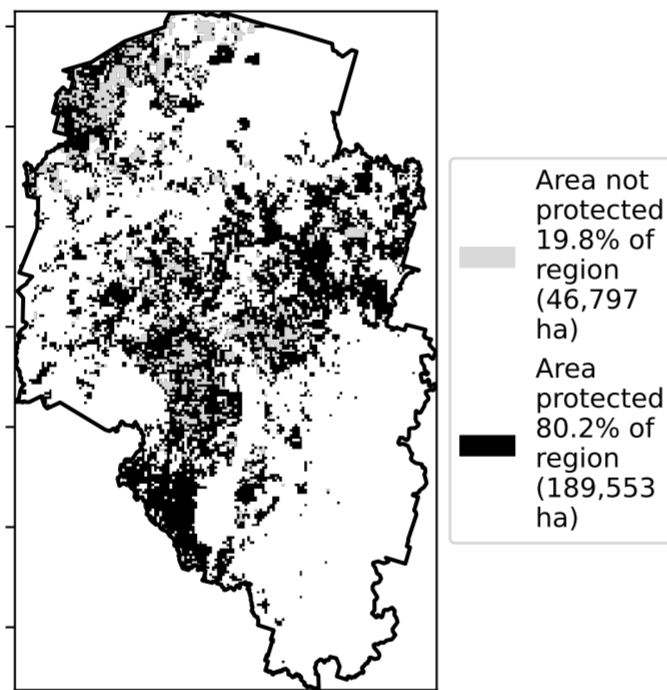 Area not
protected
19.8% of
region
(46,797
ha)
Area
protected
80.2% of
region
(189,553
ha)